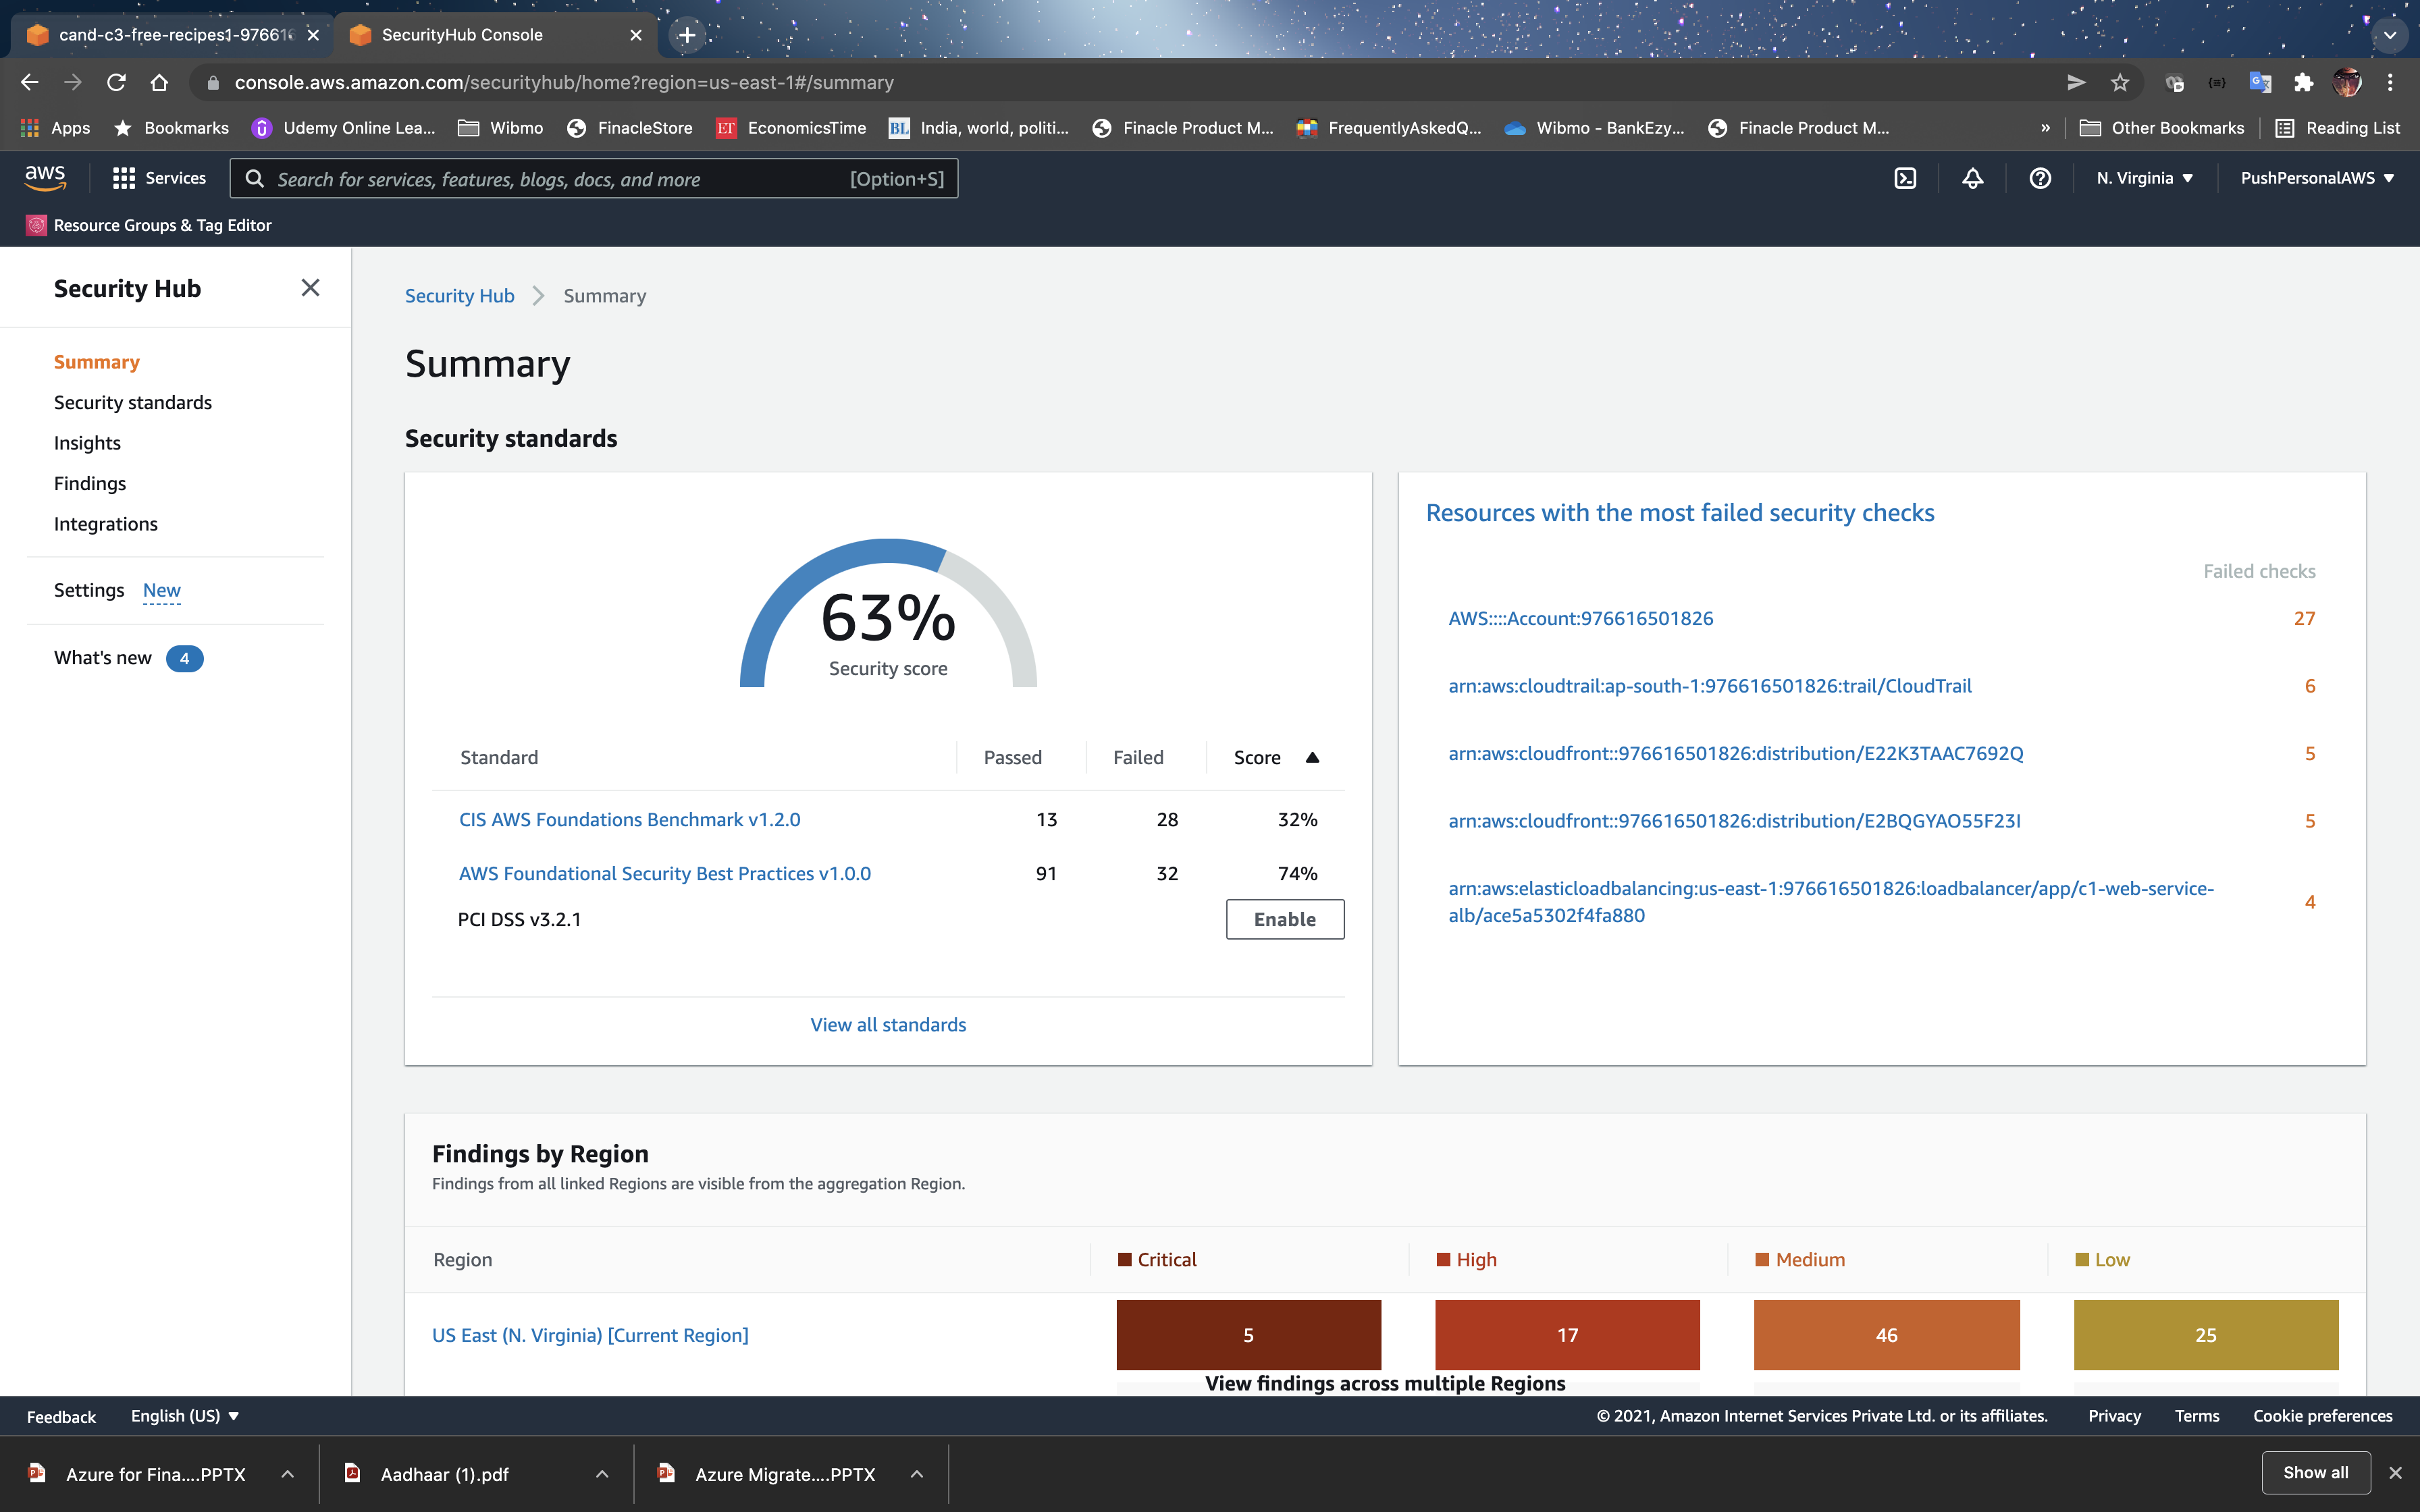 cand-c3-free-recipes1-97661
SecurityHub Console
console.aws.amazon.com/securityhub/home?region=us-east-1#/summary
Apps Bookmarks Udemy Online Lea... Wibmo FinacleStore ET EconomicsTime BL India, world, politi... Finacle Product M... FrequentlyAskedQ... Wibmo - BankEzy... Finacle Product M... » Other Bookmarks Reading List
aws Services Search for services, features, blogs, docs, and more [Option+S] N. Virginia ▼ PushPersonalAWS ▼
Resource Groups & Tag Editor
Security Hub
Summary
Security standards
Insights
Findings
Integrations
Settings New
What's new 4
Security Hub > Summary
Summary
Security standards
63%
Security score
Standard Passed Failed Score ▲
CIS AWS Foundations Benchmark v1.2.0 13 28 32%
AWS Foundational Security Best Practices v1.0.0 91 32 74%
PCI DSS v3.2.1 Enable
View all standards
Resources with the most failed security checks
Failed checks
AWS::::Account:976616501826 27
arn:aws:cloudtrail:ap-south-1:976616501826:trail/CloudTrail 6
arn:aws:cloudfront::976616501826:distribution/E22K3TAAC7692Q 5
arn:aws:cloudfront::976616501826:distribution/E2BQGYAO55F23I 5
arn:aws:elasticloadbalancing:us-east-1:976616501826:loadbalancer/app/c1-web-service-
alb/ace5a5302f4fa880 4
Findings by Region
Findings from all linked Regions are visible from the aggregation Region.
Region Critical High Medium Low
US East (N. Virginia) [Current Region] 5 17 46 25
View findings across multiple Regions
Feedback English (US) ▼ © 2021, Amazon Internet Services Private Ltd. or its affiliates. Privacy Terms Cookie preferences
Azure for Fina....PPTX Aadhaar (1).pdf Azure Migrate....PPTX Show all